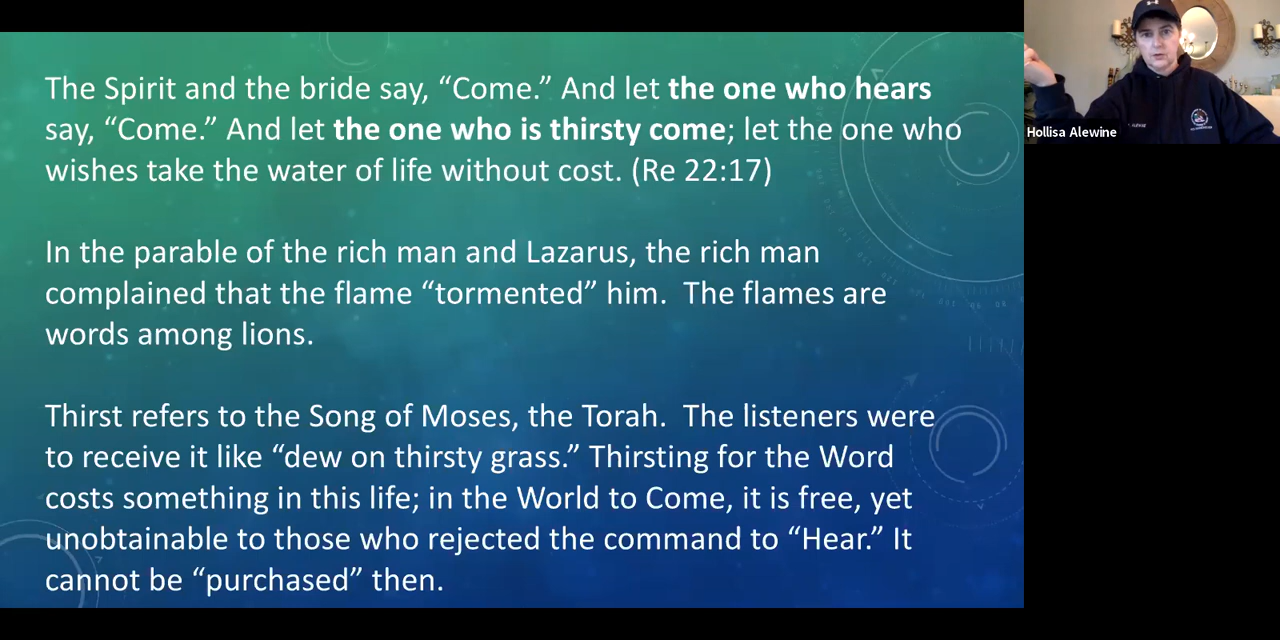 The Spirit and the bride say, “Come.” And let the one who hears
say, “Come.” And let the one who is thirsty come; let the one who
wishes take the water of life without cost. (Re 22:17)
In the parable of the rich man and Lazarus, the rich man
complained that the flame “tormented” him.  The flames are
words among lions.
Thirst refers to the Song of Moses, the Torah.  The listeners were
to receive it like “dew on thirsty grass.” Thirsting for the Word
costs something in this life; in the World to Come, it is free, yet
unobtainable to those who rejected the command to “Hear.” It
cannot be “purchased” then.
Hollisa Alewine